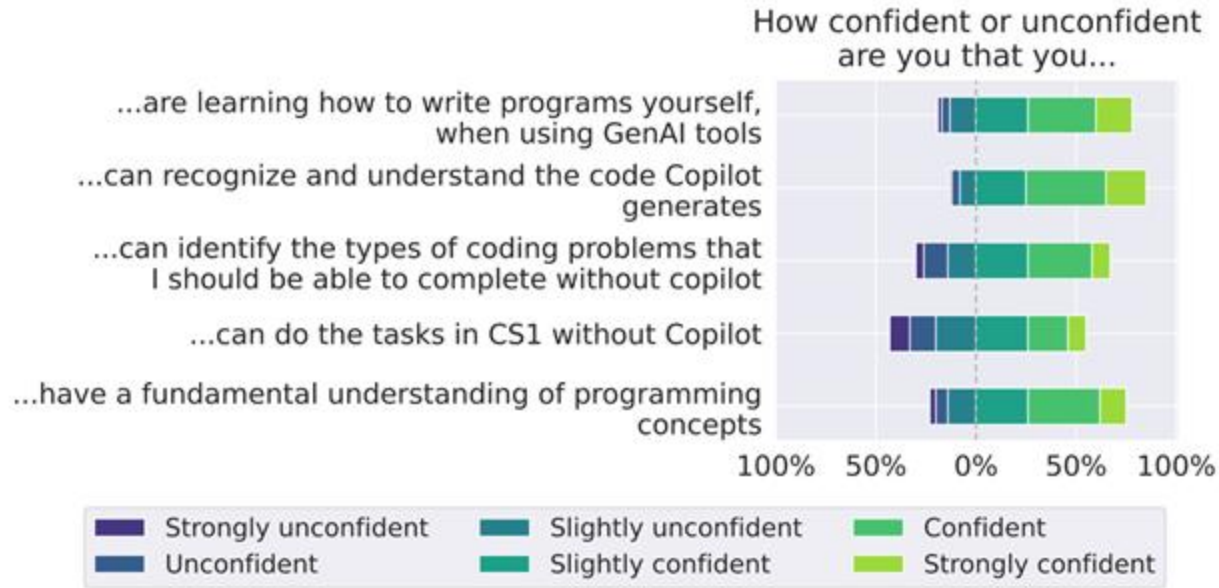 How confident or unconfident
are you that you...
...are learning how to write programs yourself,
when using GenAI tools
...can recognize and understand the code Copilot
generates
...can identify the types of coding problems that
I should be able to complete without copilot
...can do the tasks in CS1 without Copilot
...have a fundamental understanding of programming
concepts
100% 50% 0% 50% 100%
Strongly unconfident Slightly unconfident Confident
Unconfident Slightly confident Strongly confident